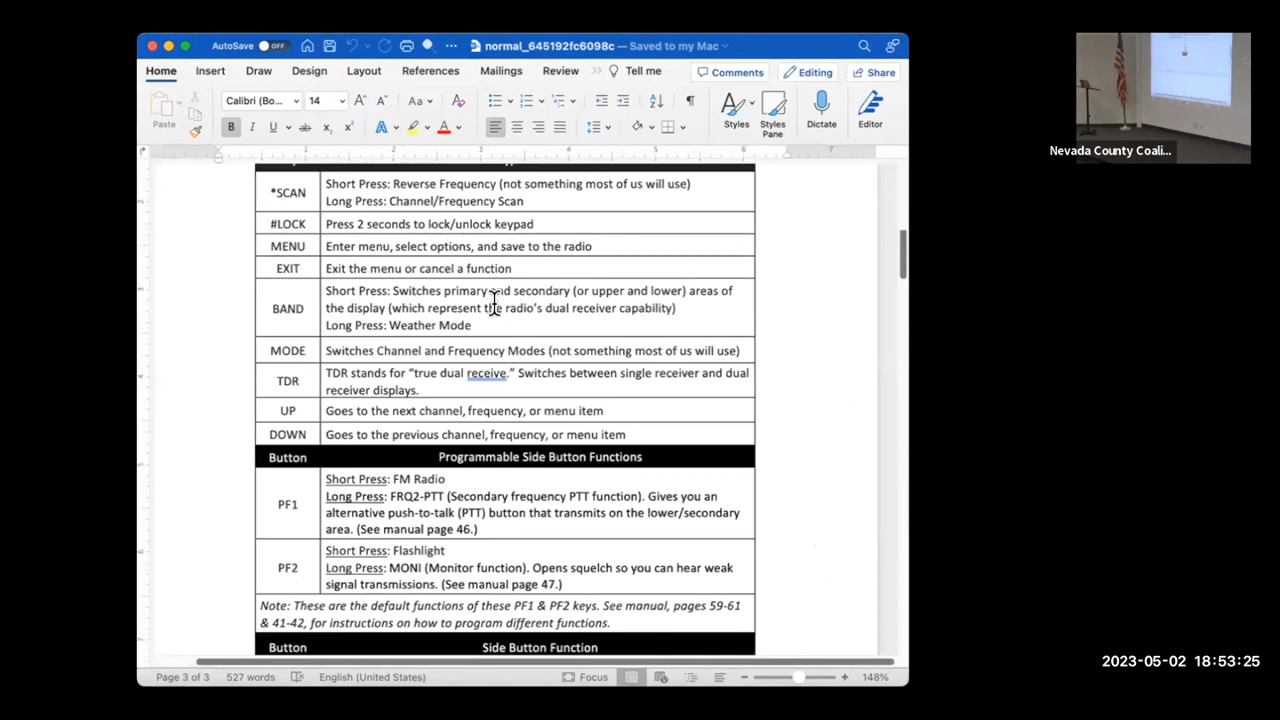 AutoSave OFF normal_645192fc6098c — Saved to my Mac
Home Insert Draw Design Layout References Mailings Review Tell me Comments Editing Share
Paste Calibri (Bo... 14 Styles Styles Pane Dictate Editor
*SCAN Short Press: Reverse Frequency (not something most of us will use)
Long Press: Channel/Frequency Scan
#LOCK Press 2 seconds to lock/unlock keypad
MENU Enter menu, select options, and save to the radio
EXIT Exit the menu or cancel a function
BAND Short Press: Switches primary and secondary (or upper and lower) areas of
the display (which represent the radio's dual receiver capability)
Long Press: Weather Mode
MODE Switches Channel and Frequency Modes (not something most of us will use)
TDR TDR stands for “true dual receive.” Switches between single receiver and dual
receiver displays.
UP Goes to the next channel, frequency, or menu item
DOWN Goes to the previous channel, frequency, or menu item
Button Programmable Side Button Functions
PF1 Short Press: FM Radio
Long Press: FRQ2-PTT (Secondary frequency PTT function). Gives you an
alternative push-to-talk (PTT) button that transmits on the lower/secondary
area. (See manual page 46.)
PF2 Short Press: Flashlight
Long Press: MONI (Monitor function). Opens squelch so you can hear weak
signal transmissions. (See manual page 47.)
Note: These are the default functions of these PF1 & PF2 keys. See manual, pages 59-61
& 41-42, for instructions on how to program different functions.
Button Side Button Function
Page 3 of 3 527 words English (United States) Focus 148%
Nevada County Coali...
2023-05-02 18:53:25